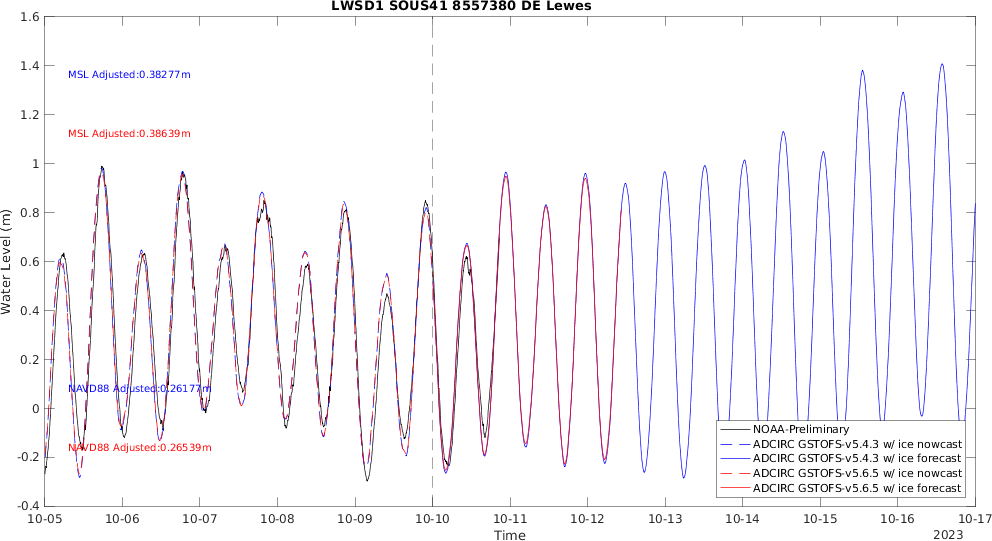 LWSD1 SOUS41 8557380 DE Lewes
1.6
1.4
1.2
1
0.8
0.6
0.4
0.2
0
-0.2
-0.4
Water Level (m)
MSL Adjusted:0.38277m
MSL Adjusted:0.38639m
NAVD88 Adjusted:0.26177m
NAVD88 Adjusted:0.26539m
NOAA-Preliminary
ADCIRC GSTOFS-v5.4.3 w/ ice nowcast
ADCIRC GSTOFS-v5.4.3 w/ ice forecast
ADCIRC GSTOFS-v5.6.5 w/ ice nowcast
ADCIRC GSTOFS-v5.6.5 w/ ice forecast
10-05 10-06 10-07 10-08 10-09 10-10 10-11 10-12 10-13 10-14 10-15 10-16 10-17
Time
2023